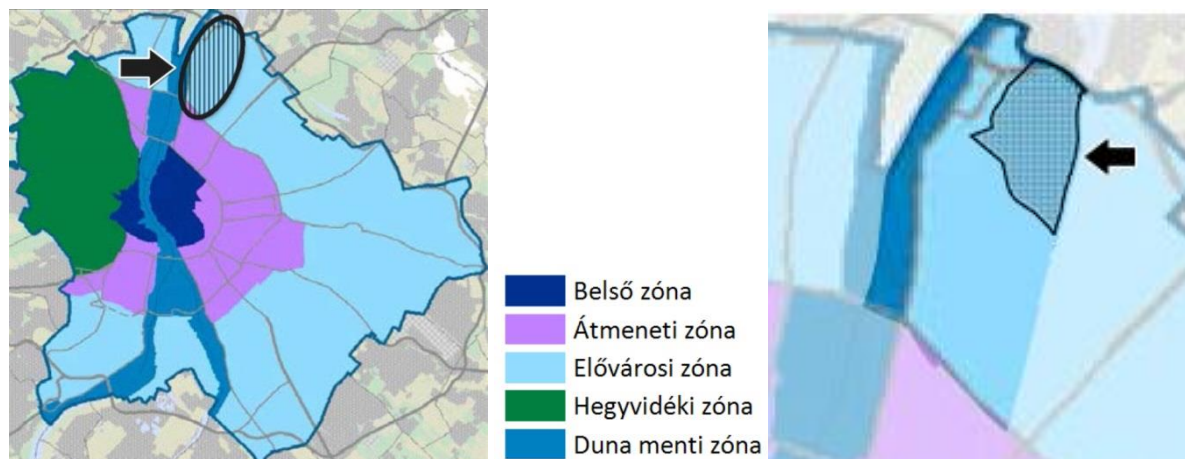 Belső zóna
Átmeneti zóna
Elővárosi zóna
Hegyvidéki zóna
Duna menti zóna